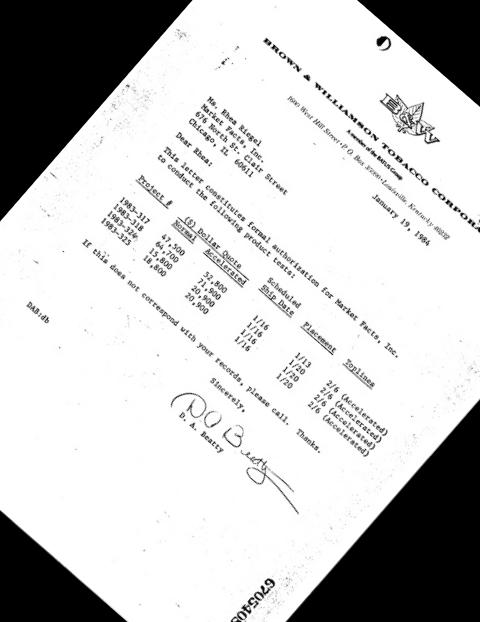 BROWN & WILLIAMSON TOBACCO CORPORA
1600 West Hill Street • P.O. Box 35090 • Louisville, Kentucky 40232
A member of the BATUS Group
B&W
January 19, 1984
Ms. Rhea Riegel
Market Facts, Inc.
676 North St. Clair Street
Chicago, IL 60611
Dear Rhea:
This letter constitutes formal authorization for Market Facts, Inc.
to conduct the following product tests:
($) Dollar Quote Scheduled
Project # Normal Accelerated Ship Date Placement Toplines
1983-317 47,500 52,800 1/16 1/13 2/6 (Accelerated)
1983-318 64,700 71,900 1/16 1/20 2/6 (Accelerated)
1983-324 15,800 20,900 1/16 1/20 2/6 (Accelerated)
1983-325 18,800 20,900 1/16 1/20 2/6 (Accelerated)
If this does not correspond with your records, please call. Thanks.
Sincerely,
D A Beatty
D. A. Beatty
DAB:db